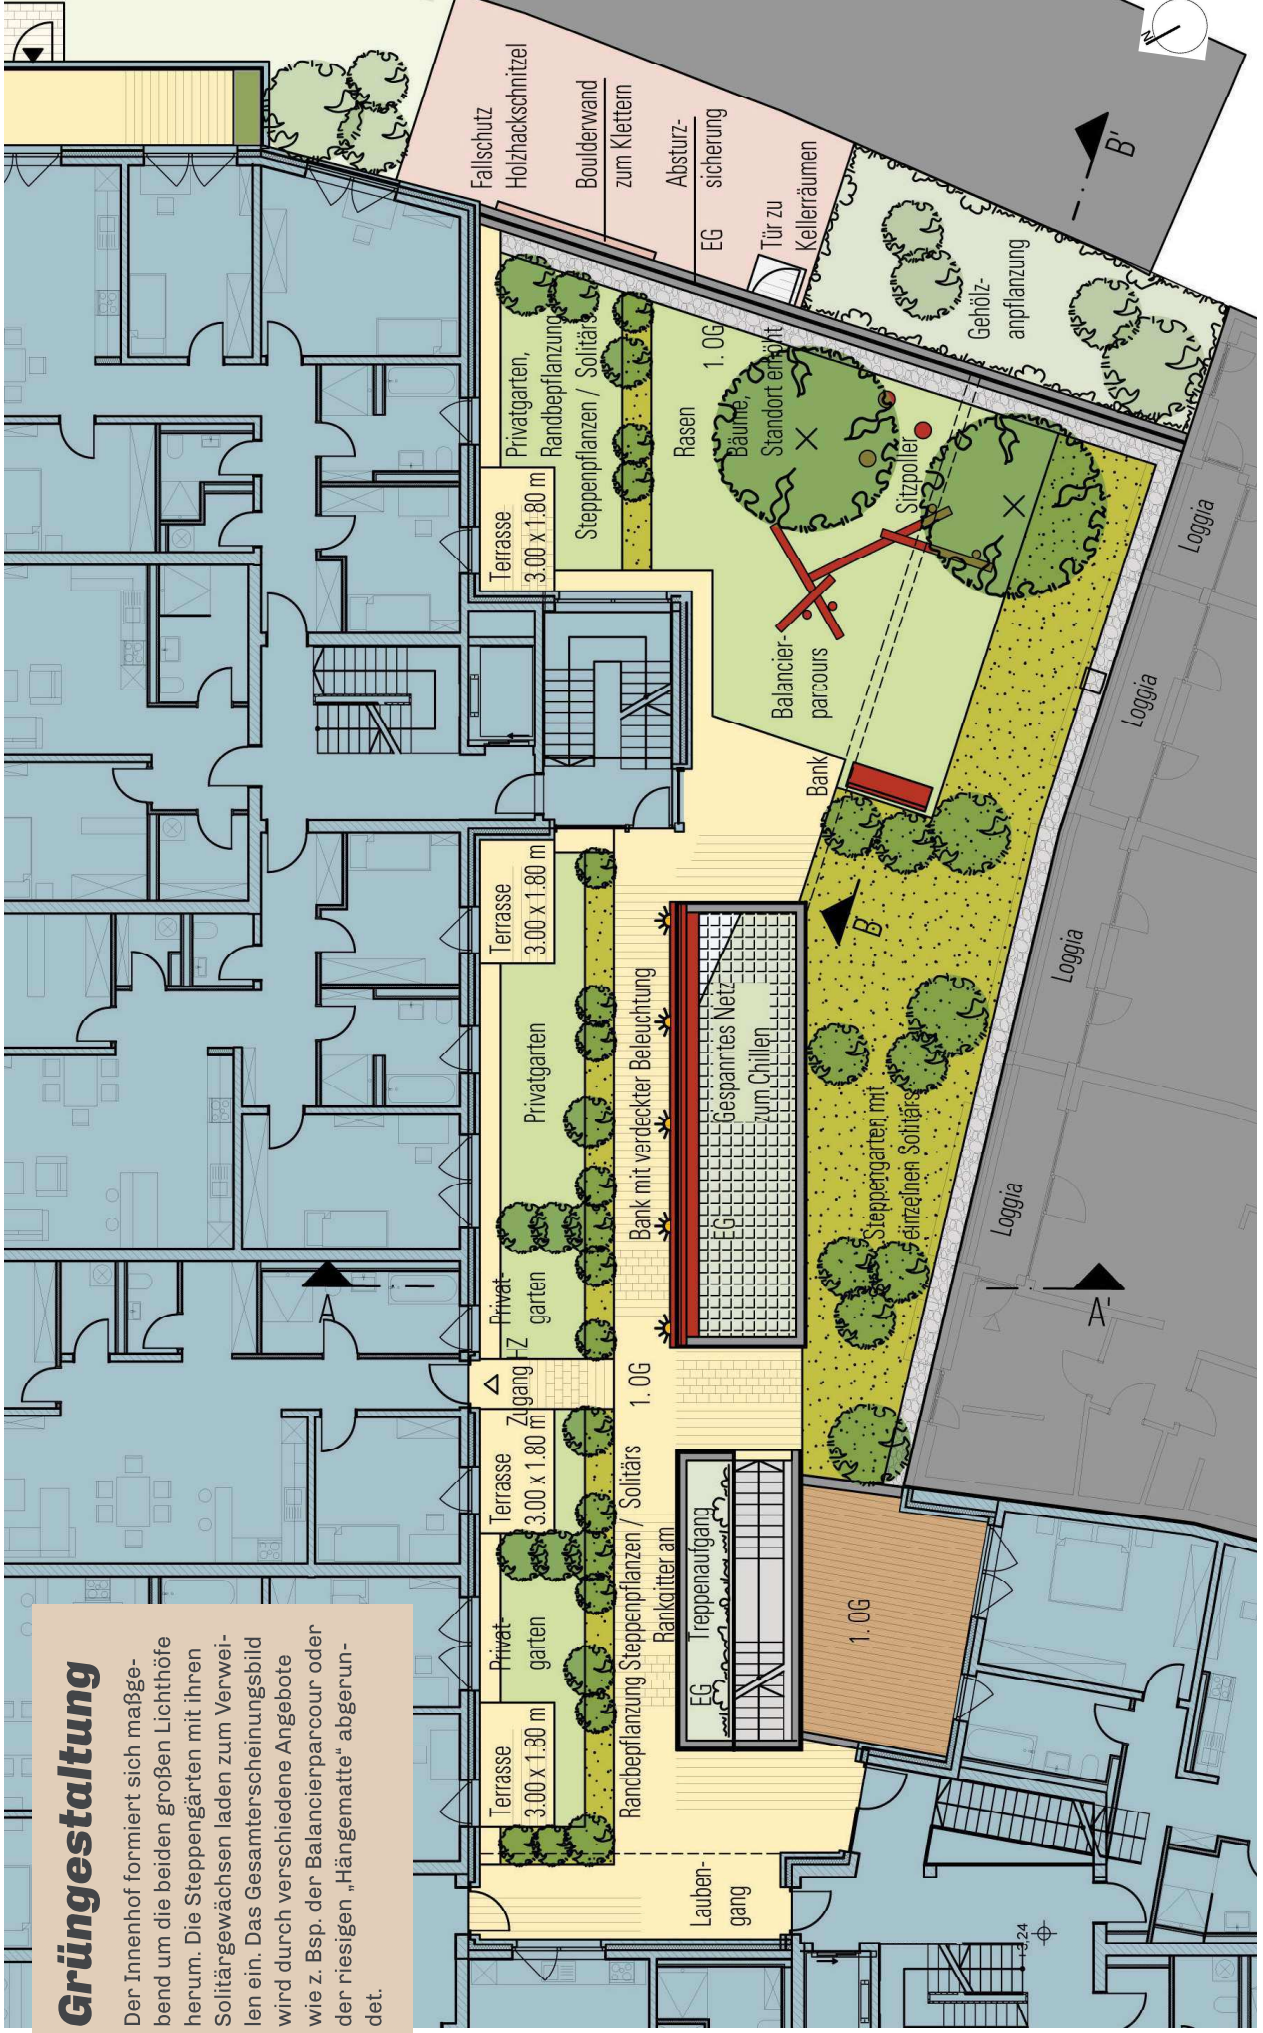 Grüngestaltung
Der Innenhof formiert sich maßge-
bend um die beiden großen Lichthöfe
herum. Die Steppengärten mit ihren
Solitärgewächsen laden zum Verwei-
len ein. Das Gesamterscheinungsbild
wird durch verschiedene Angebote
wie z. Bsp. der Balancierparcour oder
der riesigen „Hängematte“ abgerun-
det.
Lauben-
gang
Terrasse
3.00 x 1.80 m
Privat-
garten
Terrasse
3.00 x 1.80 m
Zugang HZ
Privat-
garten
Privatgarten
Terrasse
3.00 x 1.80 m
Terrasse
3.00 x 1.80 m
Privatgarten,
Randbepflanzung
Steppenpflanzen / Solitärs
Randbepflanzung Steppenpflanzen / Solitärs
1. OG
Rankgitter am
Treppenaufgang
EG
Bank mit verdeckter Beleuchtung
EG
Gespanntes Netz
zum Chillen
1. OG
Steppengarten mit
einzelnen Solitärs
Bank
Balancier-
parcours
Sitzpoller
Rasen
1. OG
Bäume,
Standort erhöht
Fallschutz
Holzhackschnitzel
Boulderwand
zum Klettern
Absturz-
sicherung
EG
Tür zu
Kellerräumen
Gehölz-
anpflanzung
Loggia
Loggia
Loggia
Loggia
A
A'
B
B'
N
+3,24